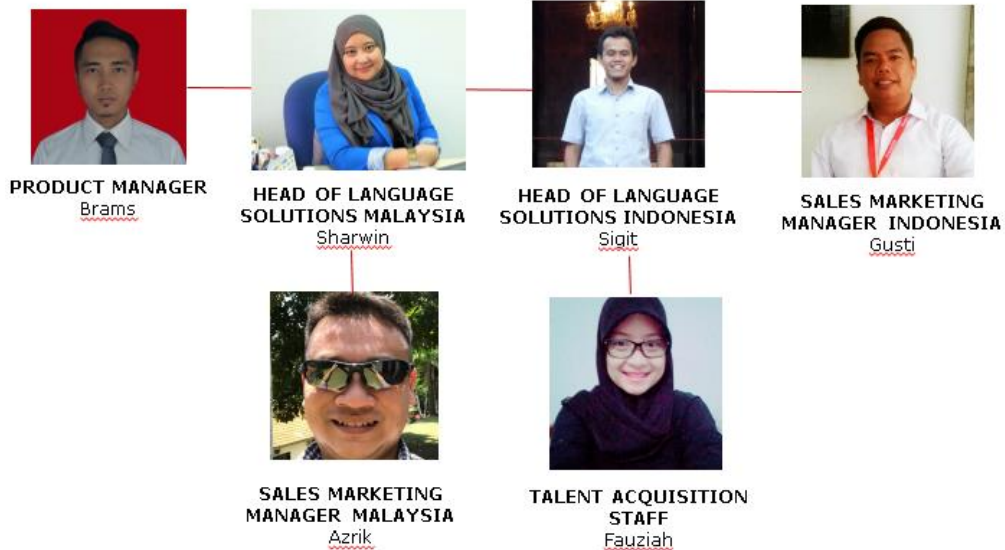 PRODUCT MANAGER
Brams
HEAD OF LANGUAGE
SOLUTIONS MALAYSIA
Sharwin
HEAD OF LANGUAGE
SOLUTIONS INDONESIA
Sigit
SALES MARKETING
MANAGER INDONESIA
Gusti
SALES MARKETING
MANAGER MALAYSIA
Azrik
TALENT ACQUISITION
STAFF
Fauziah